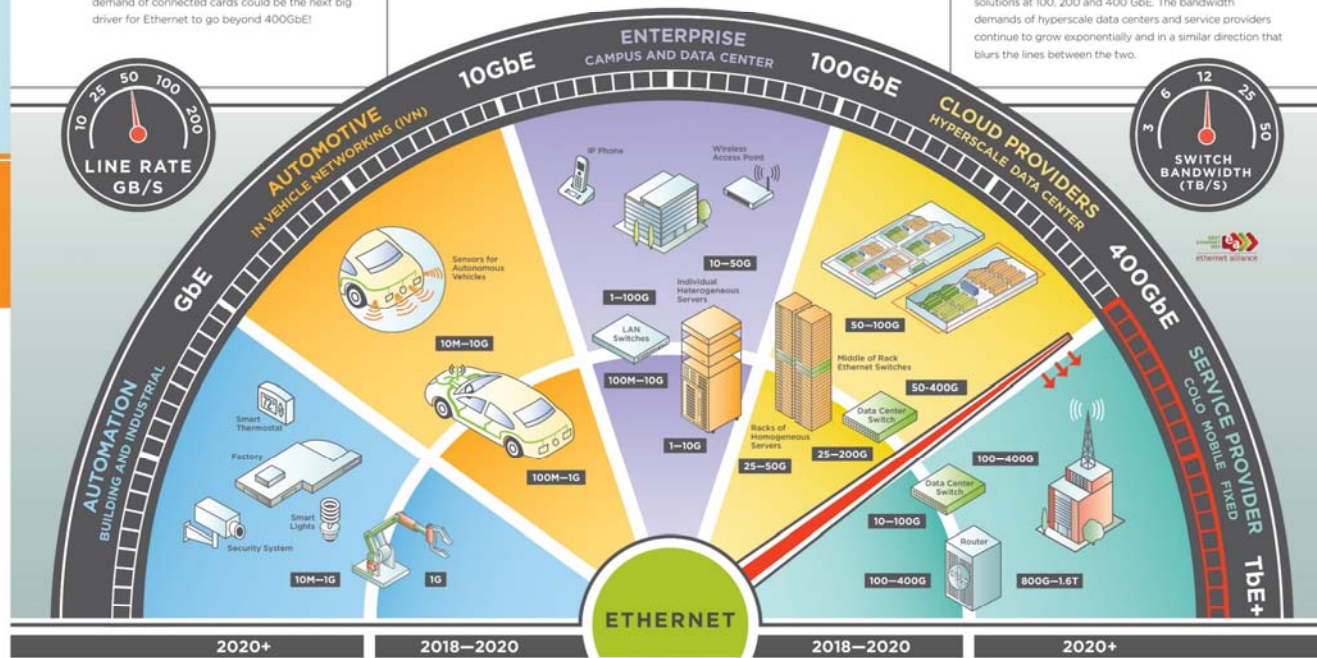 demand of connected cards could be the next big
driver for Ethernet to go beyond 400GbE!
solutions at 100, 200 and 400 GbE. The bandwidth
demands of hyperscale data centers and service providers
continue to grow exponentially and in a similar direction that
blurs the lines between the two.
10 25 50 100 200
LINE RATE
GB/S
3 6 12 25 50
SWITCH
BANDWIDTH
(TB/S)
ethernet alliance
AUTOMATION
BUILDING AND INDUSTRIAL
GbE
AUTOMOTIVE
IN VEHICLE NETWORKING (IVN)
10GbE
ENTERPRISE
CAMPUS AND DATA CENTER
100GbE
CLOUD PROVIDERS
HYPERSCALE DATA CENTER
400GbE
SERVICE PROVIDER
COLO MOBILE FIXED
TbE+
Smart
Thermostat
Factory
Smart
Lights
Security System
10M—1G
1G
Sensors for
Autonomous
Vehicles
10M—10G
100M—1G
IP Phone
Wireless
Access Point
10—50G
1—100G
Individual
Heterogeneous
Servers
LAN
Switches
100M—10G
1—10G
50—100G
Middle of Rack
Ethernet Switches
50-400G
Data Center
Switch
Racks of
Homogeneous
Servers
25—50G
25—200G
100—400G
Data Center
Switch
10—100G
Router
100—400G
800G—1.6T
ETHERNET
2020+
2018—2020
2018—2020
2020+